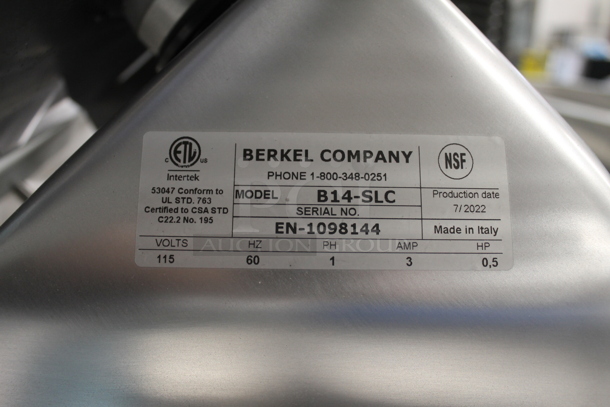 C ETL US
Intertek
53047 Conform to
UL STD. 763
Certified to CSA STD
C22.2 No. 195
BERKEL COMPANY
PHONE 1-800-348-0251
MODEL B14-SLC
SERIAL NO.
EN-1098144
NSF
Production date
7/2022
Made in Italy
VOLTS HZ PH AMP HP
115 60 1 3 0,5
AUCTION GROUP